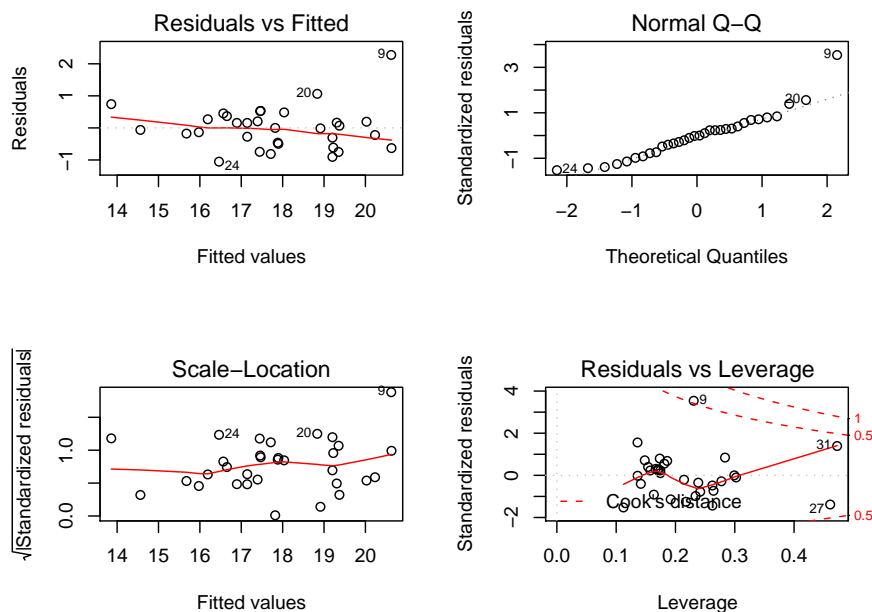 Residuals vs Fitted
Residuals
2
0
−1
9
20
24
14 15 16 17 18 19 20
Fitted values
Normal Q−Q
Standardized residuals
3
1
−1
9
20
24
−2 −1 0 1 2
Theoretical Quantiles
Scale−Location
√|Standardized residuals|
1.0
0.0
9
24
20
14 15 16 17 18 19 20
Fitted values
Residuals vs Leverage
Standardized residuals
4
2
0
−2
9
1
0.5
31
27
0.5
Cook's distance
0.0 0.1 0.2 0.3 0.4
Leverage